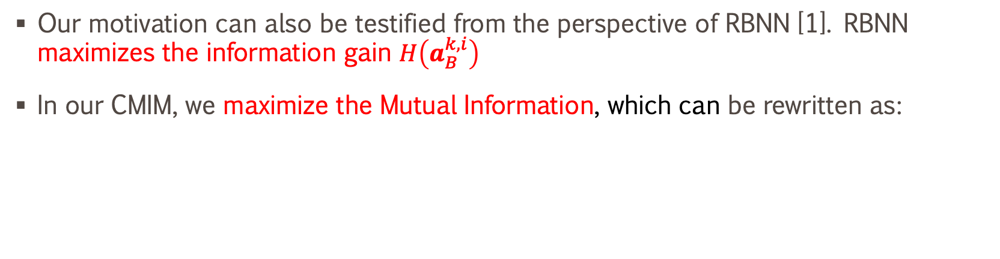 ▪ Our motivation can also be testified from the perspective of RBNN [1]. RBNN
maximizes the information gain $H(\boldsymbol{a}_B^{k,i})$
▪ In our CMIM, we maximize the Mutual Information, which can be rewritten as: